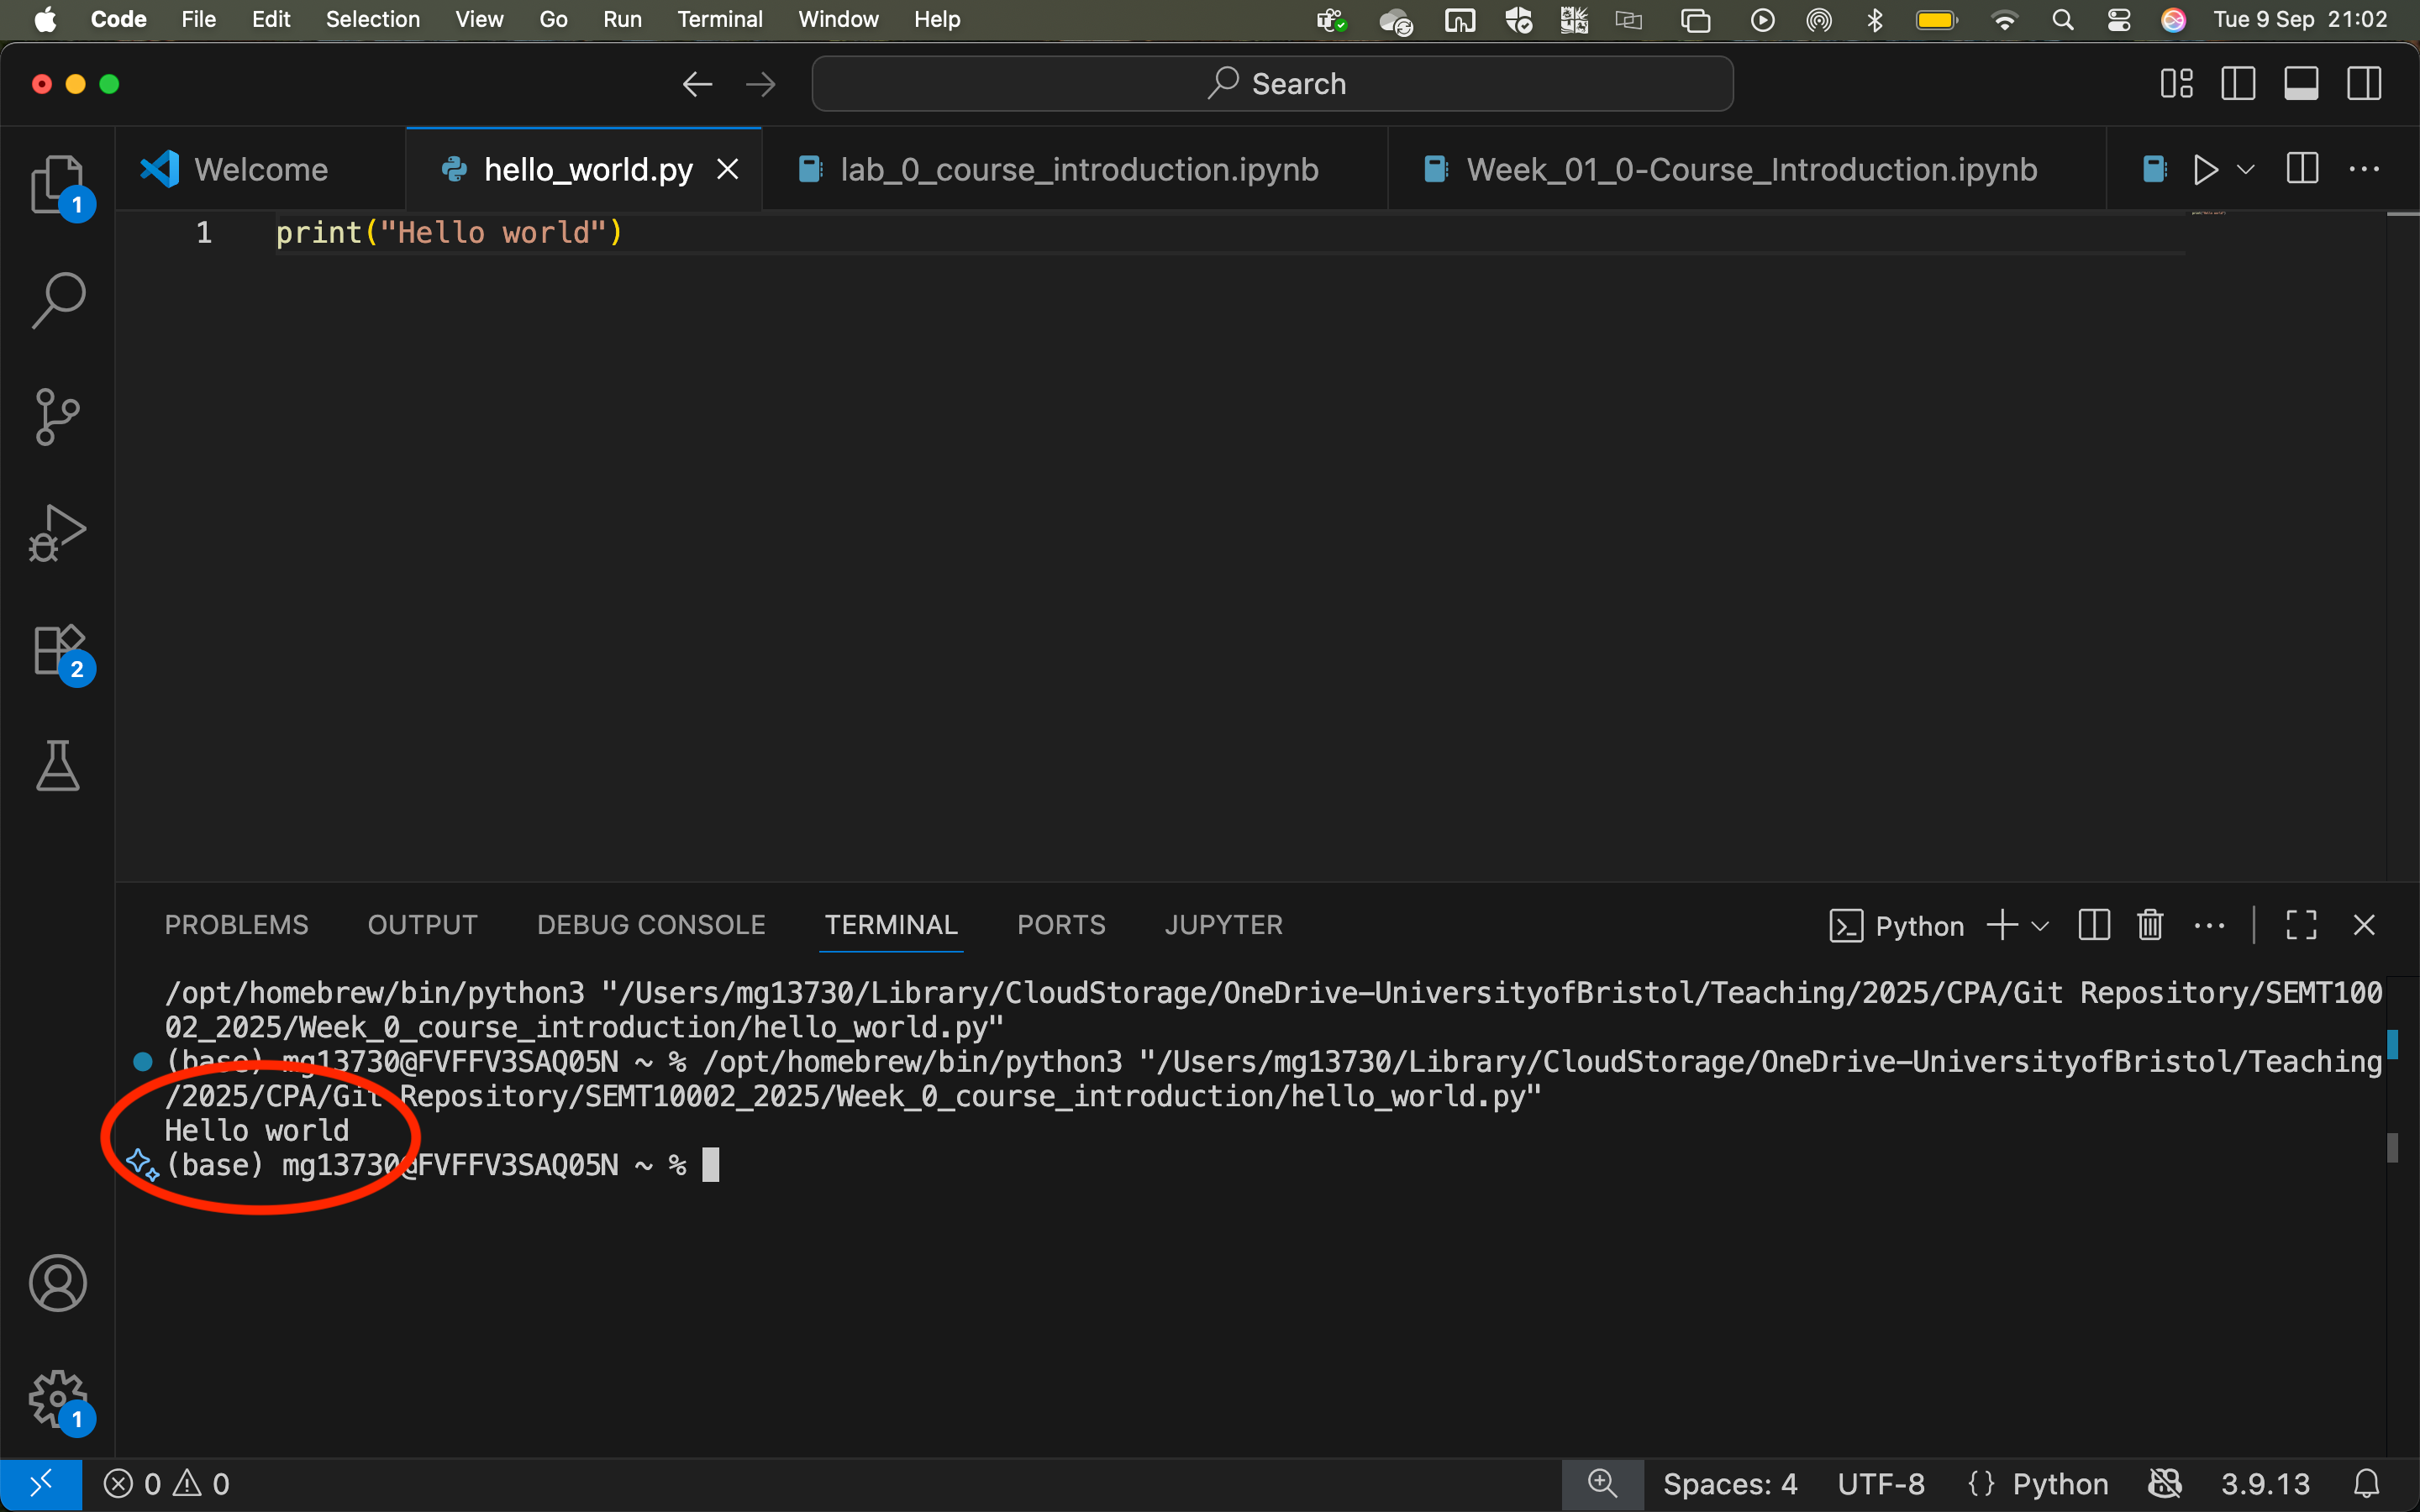 Code File Edit Selection View Go Run Terminal Window Help Tue 9 Sep 21:02
Search
Welcome hello_world.py lab_0_course_introduction.ipynb Week_01_0-Course_Introduction.ipynb
1
1 print("Hello world")
2
PROBLEMS OUTPUT DEBUG CONSOLE TERMINAL PORTS JUPYTER Python
/opt/homebrew/bin/python3 "/Users/mg13730/Library/CloudStorage/OneDrive-UniversityofBristol/Teaching/2025/CPA/Git Repository/SEMT100
02_2025/Week_0_course_introduction/hello_world.py"
(base) mg13730@FVFFV3SAQ05N ~ % /opt/homebrew/bin/python3 "/Users/mg13730/Library/CloudStorage/OneDrive-UniversityofBristol/Teaching
/2025/CPA/Git Repository/SEMT10002_2025/Week_0_course_introduction/hello_world.py"
Hello world
(base) mg13730@FVFFV3SAQ05N ~ %
1
0 0 Spaces: 4 UTF-8 {} Python 3.9.13